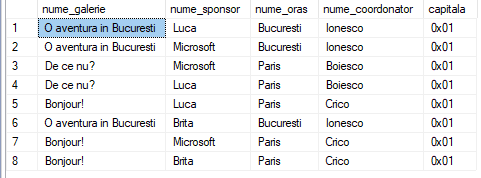 nume_galerie nume_sponsor nume_oras nume_coordonator capitala
1 O aventura in Bucuresti Luca Bucuresti Ionesco 0x01
2 O aventura in Bucuresti Microsoft Bucuresti Ionesco 0x01
3 De ce nu? Microsoft Paris Boiesco 0x01
4 De ce nu? Luca Paris Boiesco 0x01
5 Bonjour! Luca Paris Crico 0x01
6 O aventura in Bucuresti Brita Bucuresti Ionesco 0x01
7 Bonjour! Microsoft Paris Crico 0x01
8 Bonjour! Brita Paris Crico 0x01